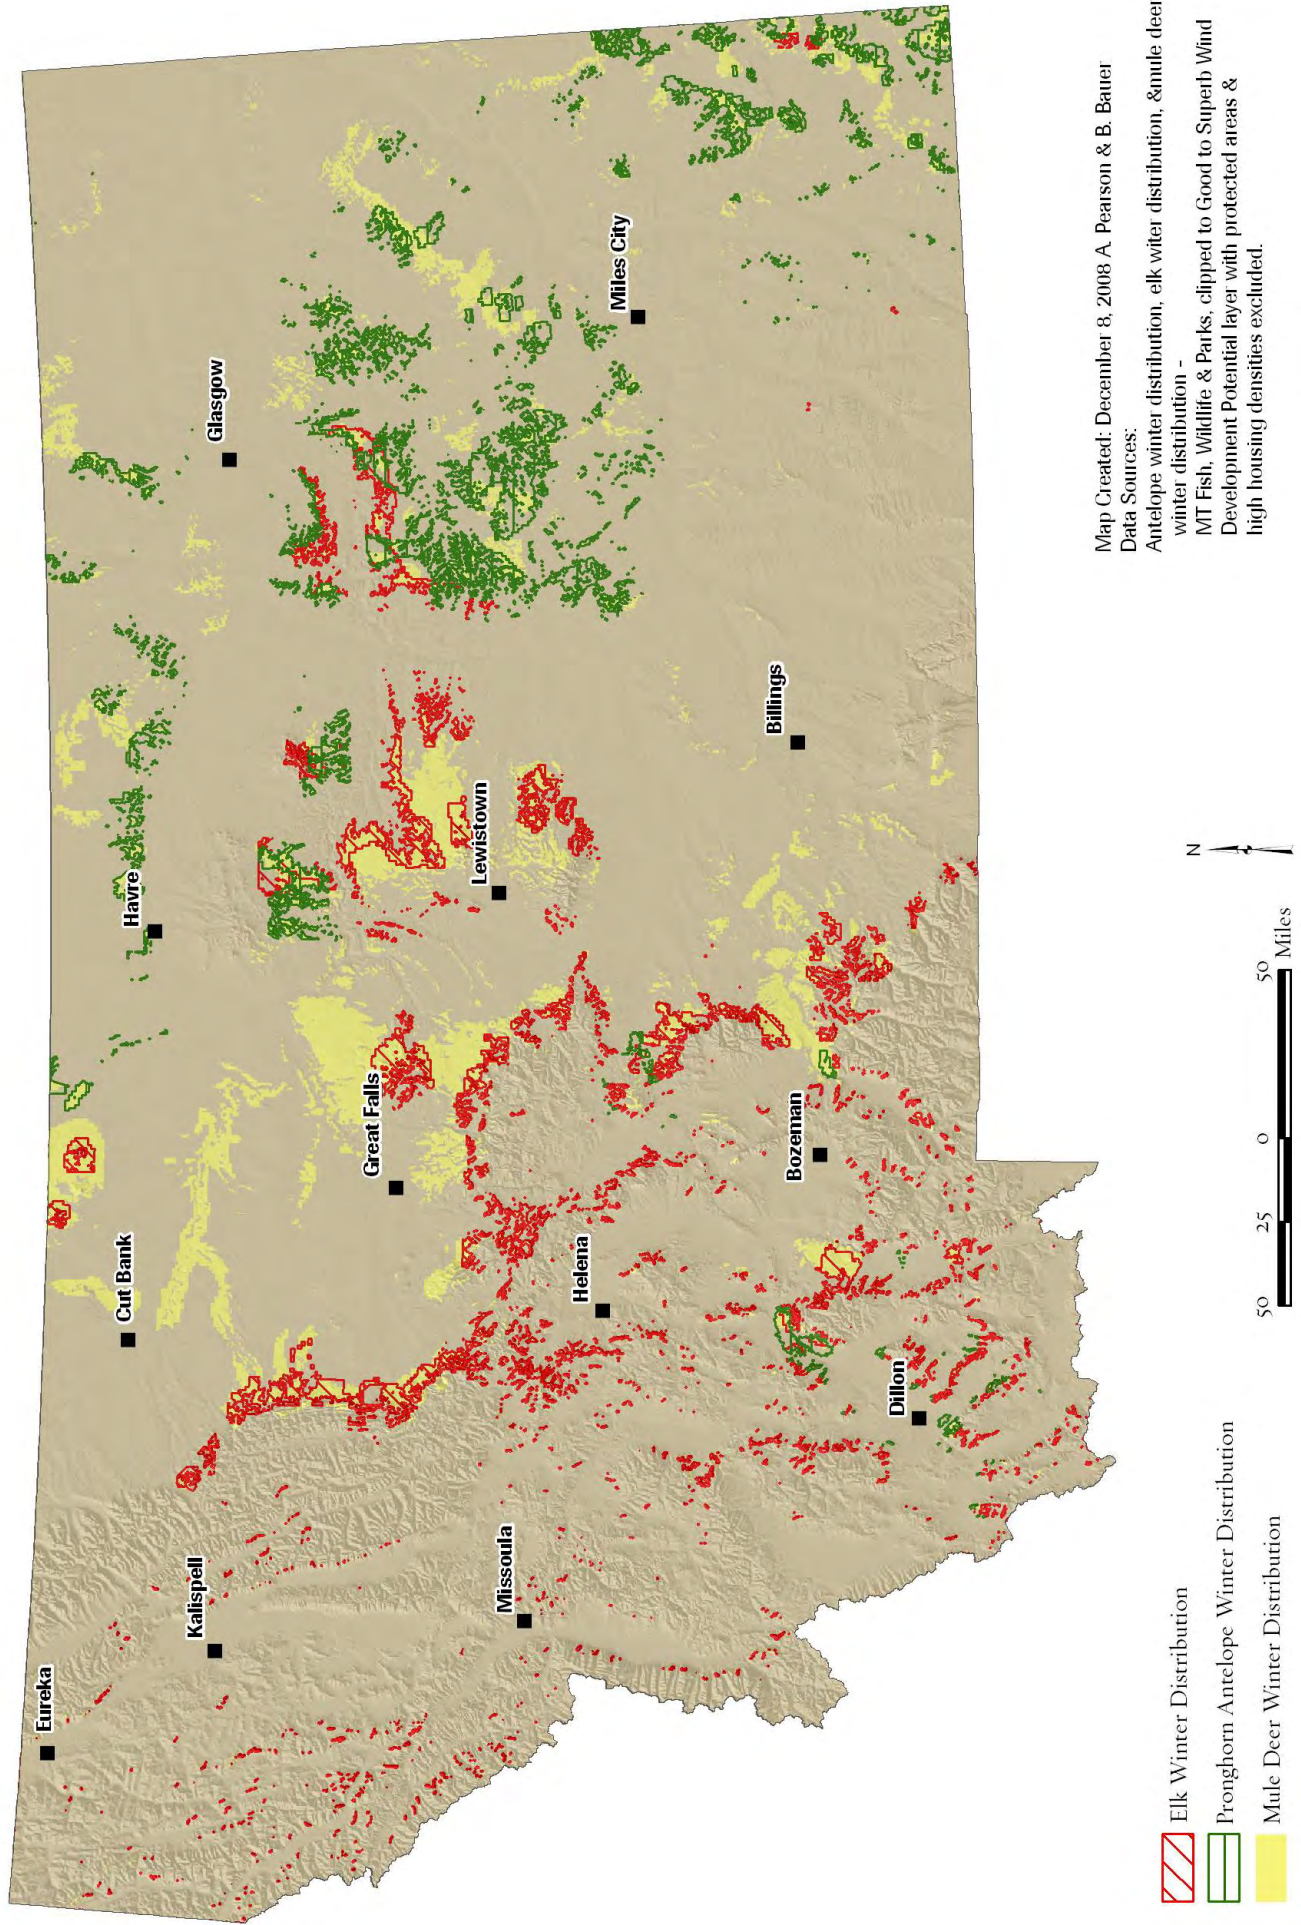 Eureka
Kalispell
Cut Bank
Havre
Glasgow
Great Falls
Lewistown
Missoula
Helena
Miles City
Bozeman
Billings
Dillon
Elk Winter Distribution
Pronghorn Antelope Winter Distribution
Mule Deer Winter Distribution
N
50 25 0 50
Miles
Map Created: December 8, 2008 A. Pearson & B. Bauer
Data Sources:
Antelope winter distribution, elk witer distribution, &mule deer
winter distribution -
MT Fish, Wildlife & Parks, clipped to Good to Superb Wind
Development Potential layer with protected areas &
high housing densities excluded.